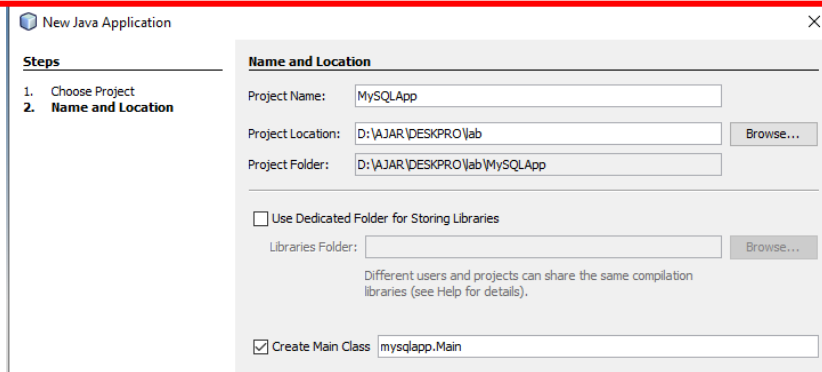 New Java Application
Steps
1. Choose Project
2. Name and Location
Name and Location
Project Name: MySQLApp
Project Location: D:\AJAR\DESKPRO\lab Browse...
Project Folder: D:\AJAR\DESKPRO\lab\MySQLApp
Use Dedicated Folder for Storing Libraries
Libraries Folder: Browse...
Different users and projects can share the same compilation
libraries (see Help for details).
Create Main Class mysqlapp.Main